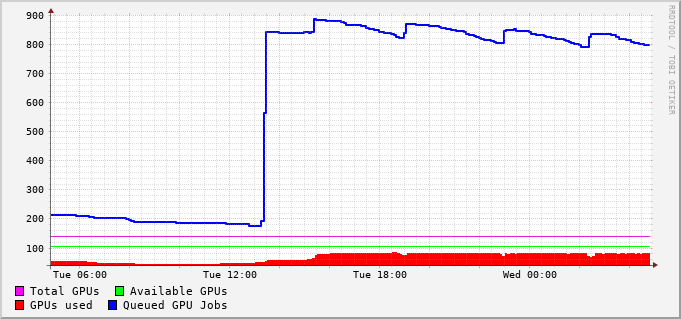 900
800
700
600
500
400
300
200
100
Tue 06:00 Tue 12:00 Tue 18:00 Wed 00:00
Total GPUs Available GPUs
GPUs used Queued GPU Jobs
RRDTOOL / TOBI OETIKER